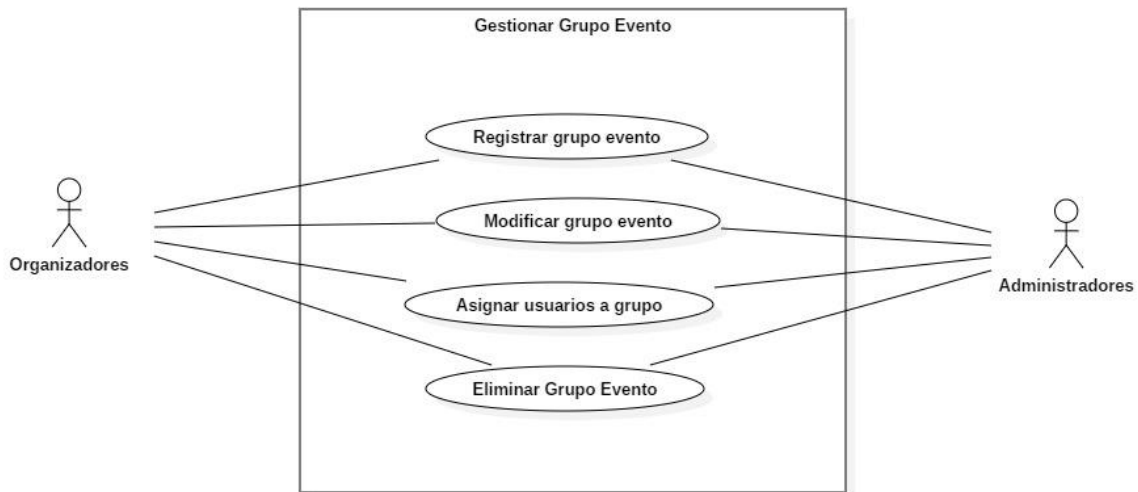 Gestionar Grupo Evento
Registrar grupo evento
Modificar grupo evento
Organizadores
Administradores
Asignar usuarios a grupo
Eliminar Grupo Evento